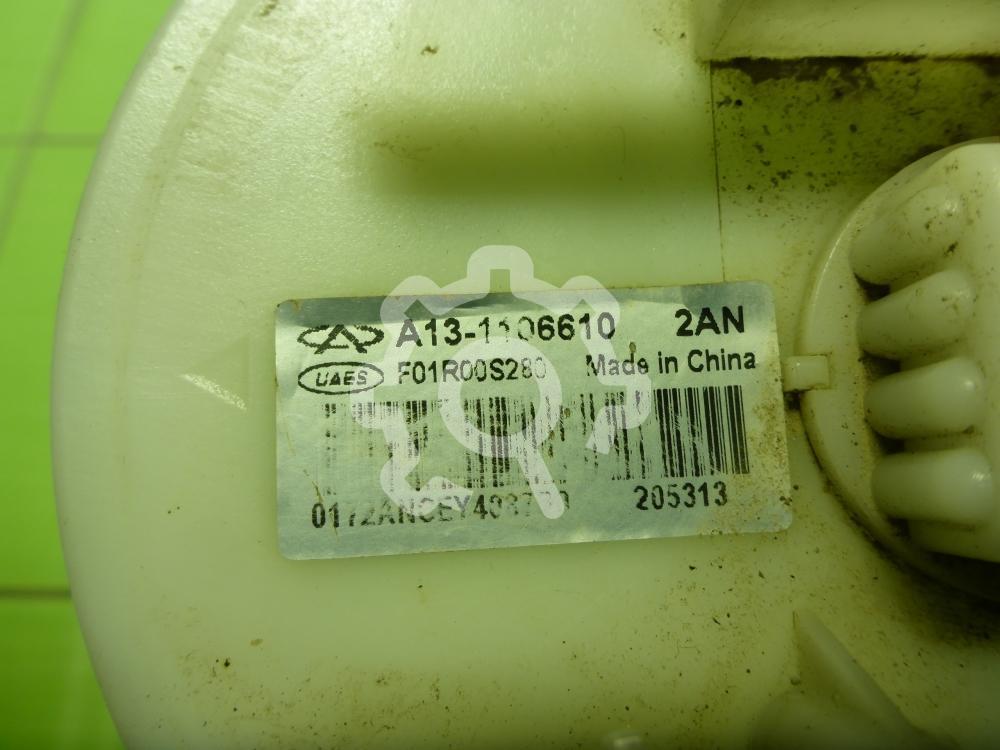 A13-1106610 2AN
UAES F01R00S280 Made in China
205313